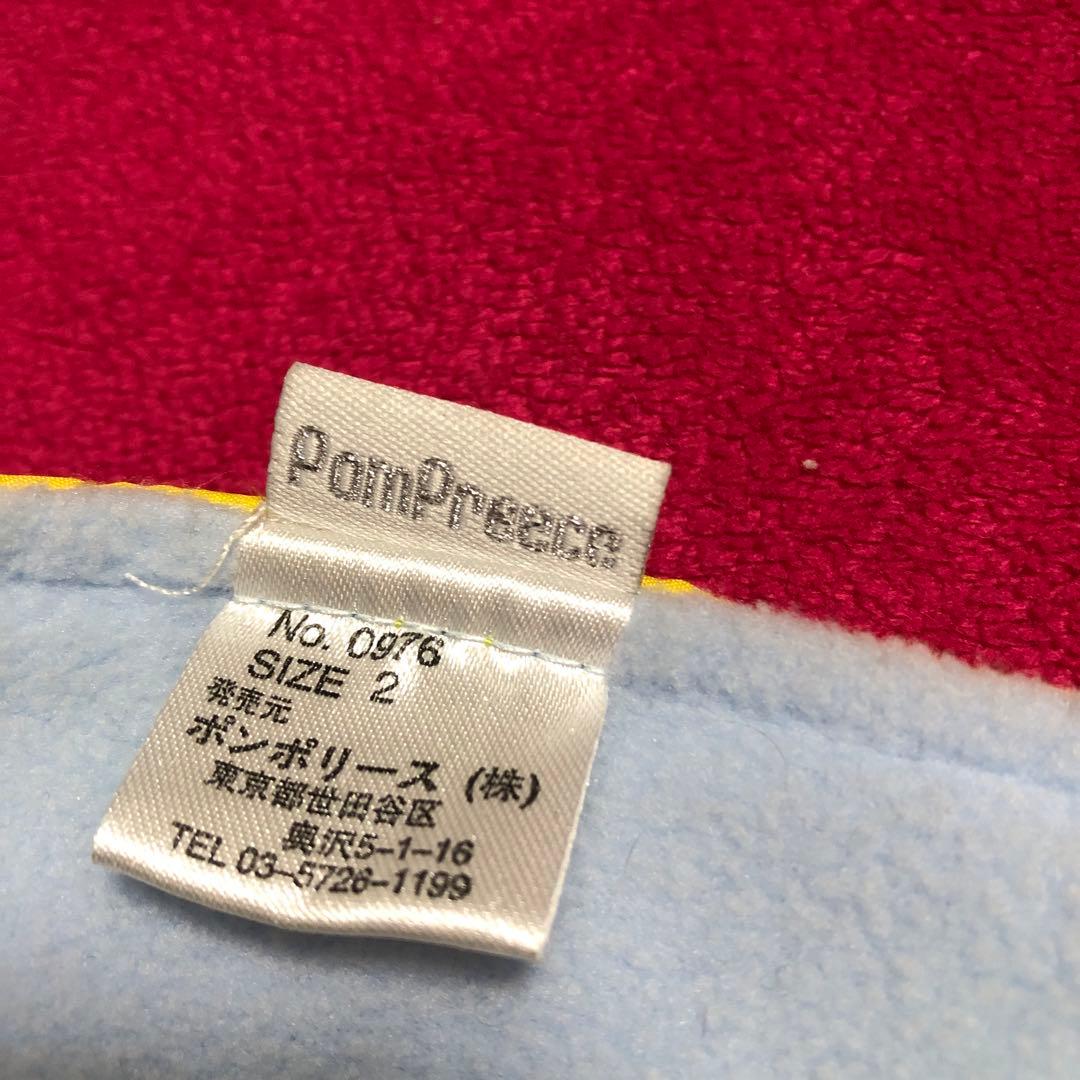 PomPreece
No. 0976
SIZE 2
発売元
ポンポリース (株)
東京都世田谷区
奥沢5-1-16
TEL 03-5726-1199